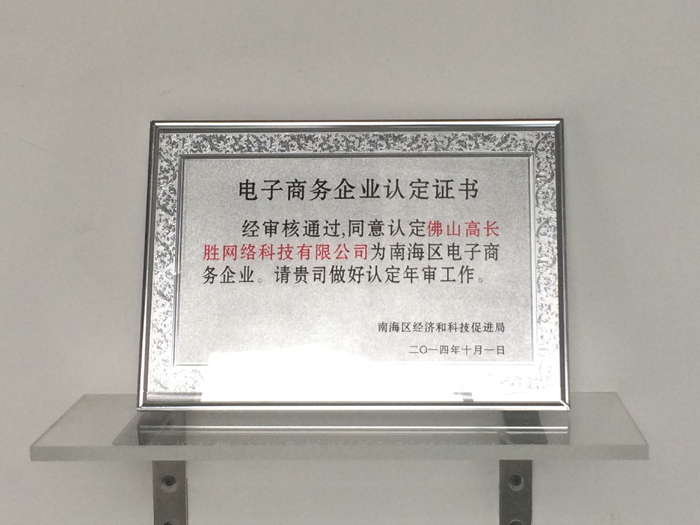 电子商务企业认定证书
经审核通过,同意认定佛山高长
胜网络科技有限公司为南海区电子商
务企业。请贵司做好认定年审工作。
南海区经济和科技促进局
二〇一四年十月一日